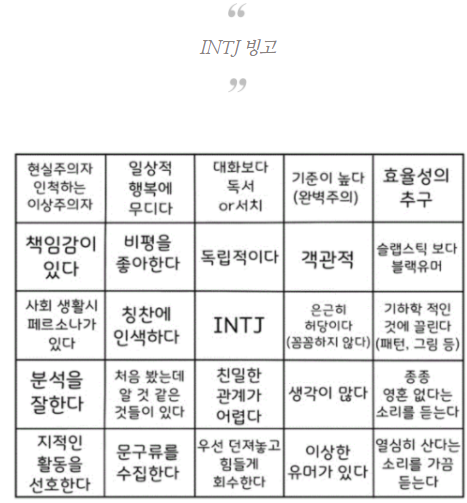 “
INTJ 빙고
”
현실주의자
인척하는
이상주의자
일상적
행복에
무디다
대화보다
독서
or서치
기준이 높다
(완벽주의)
효율성의
추구
책임감이
있다
비평을
좋아한다
독립적이다
객관적
슬랩스틱 보다
블랙유머
사회 생활시
페르소나가
있다
칭찬에
인색하다
INTJ
은근히
허당이다
(꼼꼼하지 않다)
기하학 적인
것에 끌린다
(패턴, 그림 등)
분석을
잘한다
처음 봤는데
알 것 같은
것들이 있다
친밀한
관계가
어렵다
생각이 많다
종종
영혼 없다는
소리를 듣는다
지적인
활동을
선호한다
문구류를
수집한다
우선 던져놓고
힘들게
회수한다
이상한
유머가 있다
열심히 산다는
소리를 가끔
듣는다